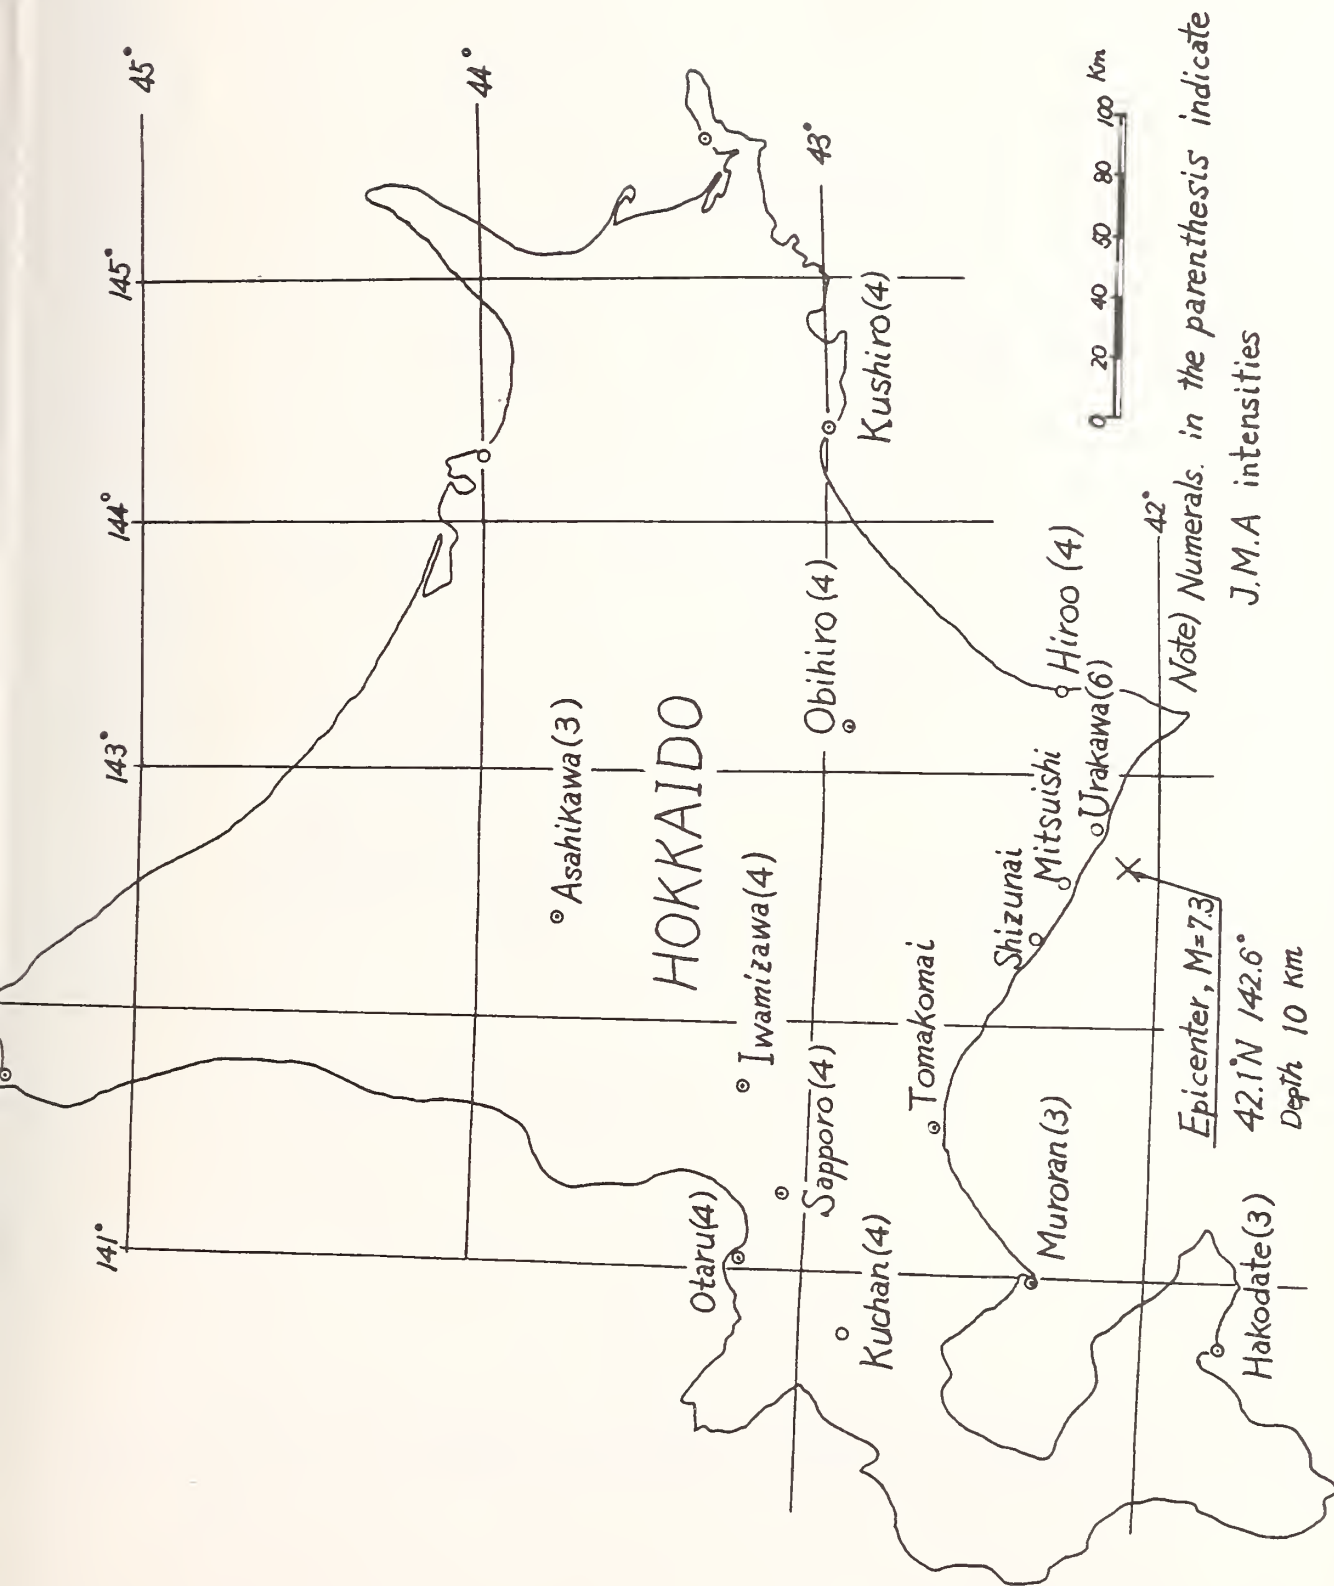 45°
44°
43°
42°
141°
143°
144°
145°
Asahikawa(3)
HOKKAIDO
Iwamizawa(4)
Otaru(4)
Sapporo(4)
Kuchan(4)
Obihiro(4)
Kushiro(4)
Tomakomai
Shizunai
Mitsuishi
Urakawa(6)
Hiroo (4)
Muroran(3)
Hakodate(3)
Epicenter, M=7.3
42.1°N 142.6°
Depth 10 Km
0 20 40 60 80 100 Km
Note) Numerals. in the parenthesis indicate
J.M.A intensities